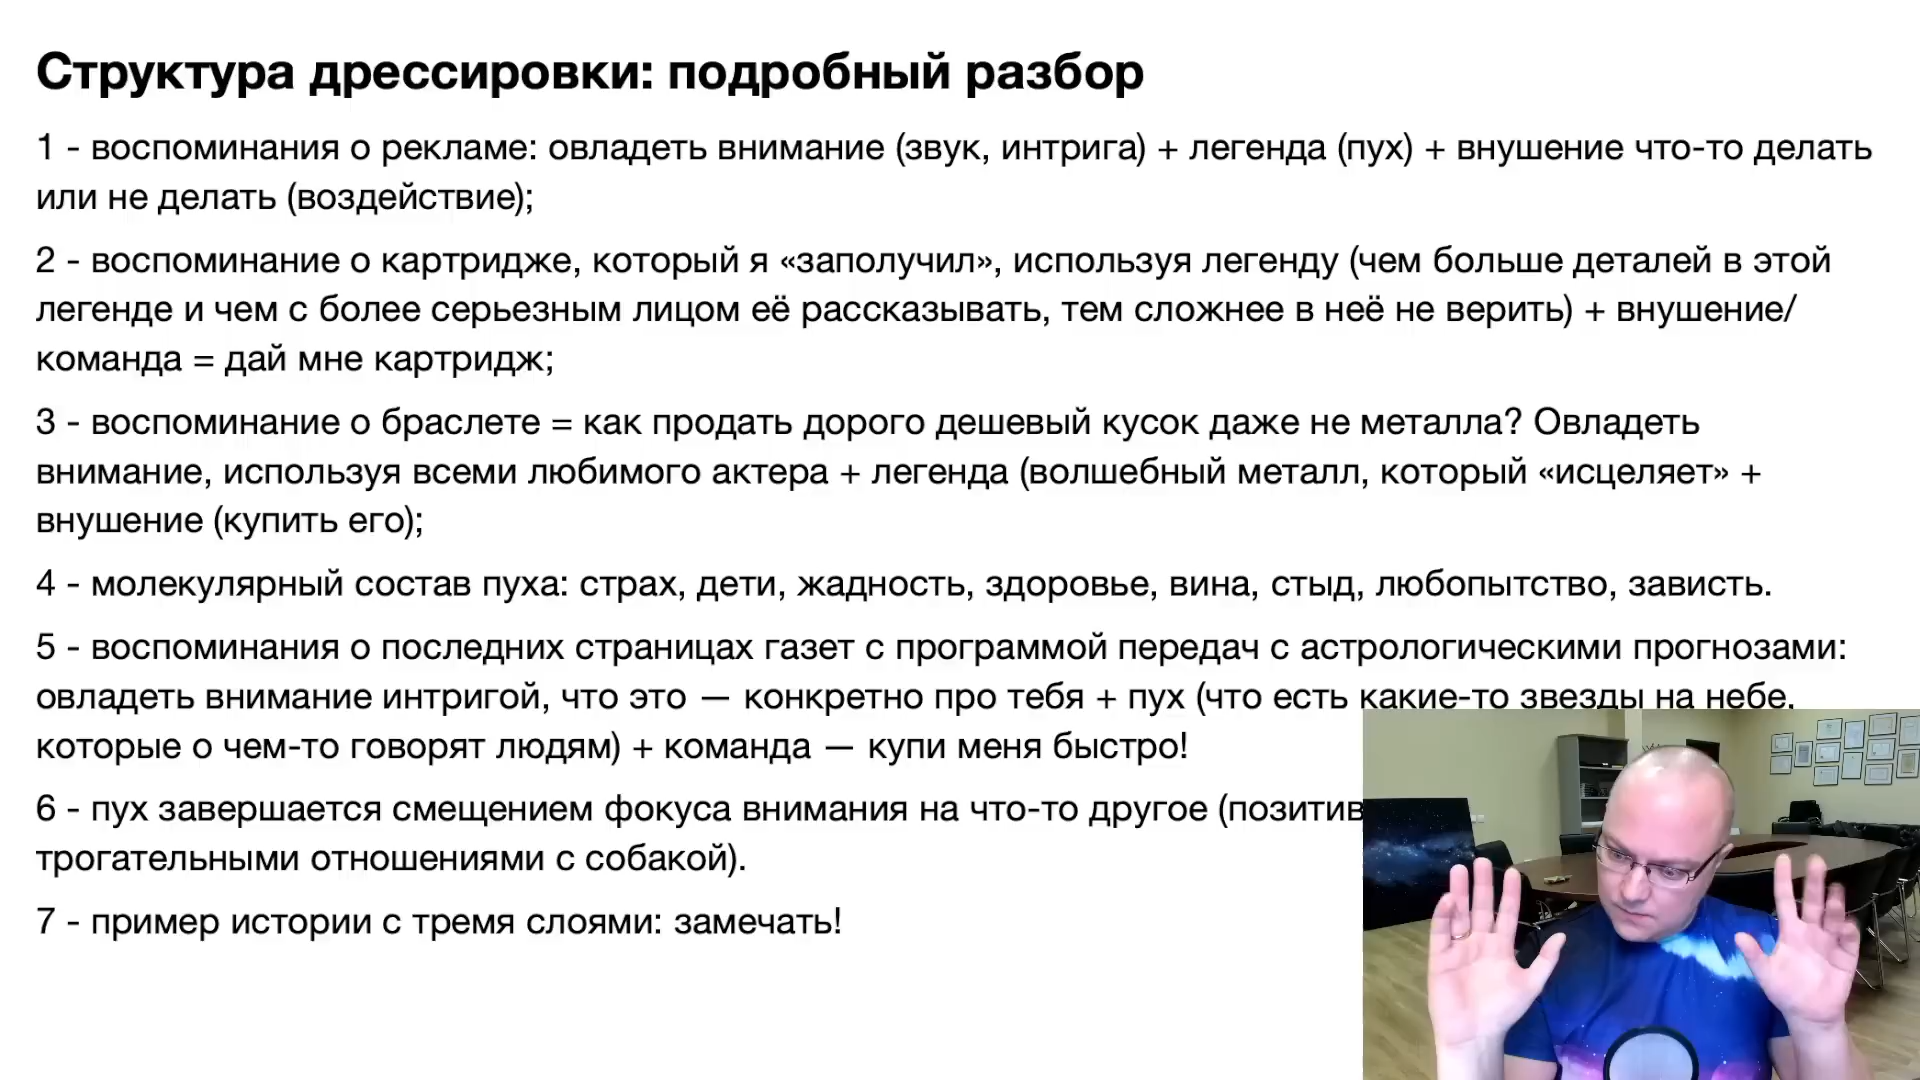 Структура дрессировки: подробный разбор
1 - воспоминания о рекламе: овладеть внимание (звук, интрига) + легенда (пух) + внушение что-то делать
или не делать (воздействие);
2 - воспоминание о картридже, который я «заполучил», используя легенду (чем больше деталей в этой
легенде и чем с более серьезным лицом её рассказывать, тем сложнее в неё не верить) + внушение/
команда = дай мне картридж;
3 - воспоминание о браслете = как продать дорого дешевый кусок даже не металла? Овладеть
внимание, используя всеми любимого актера + легенда (волшебный металл, который «исцеляет» +
внушение (купить его);
4 - молекулярный состав пуха: страх, дети, жадность, здоровье, вина, стыд, любопытство, зависть.
5 - воспоминания о последних страницах газет с программой передач с астрологическими прогнозами:
овладеть внимание интригой, что это — конкретно про тебя + пух (что есть какие-то звезды на небе,
которые о чем-то говорят людям) + команда — купи меня быстро!
6 - пух завершается смещением фокуса внимания на что-то другое (позитив
трогательными отношениями с собакой).
7 - пример истории с тремя слоями: замечать!